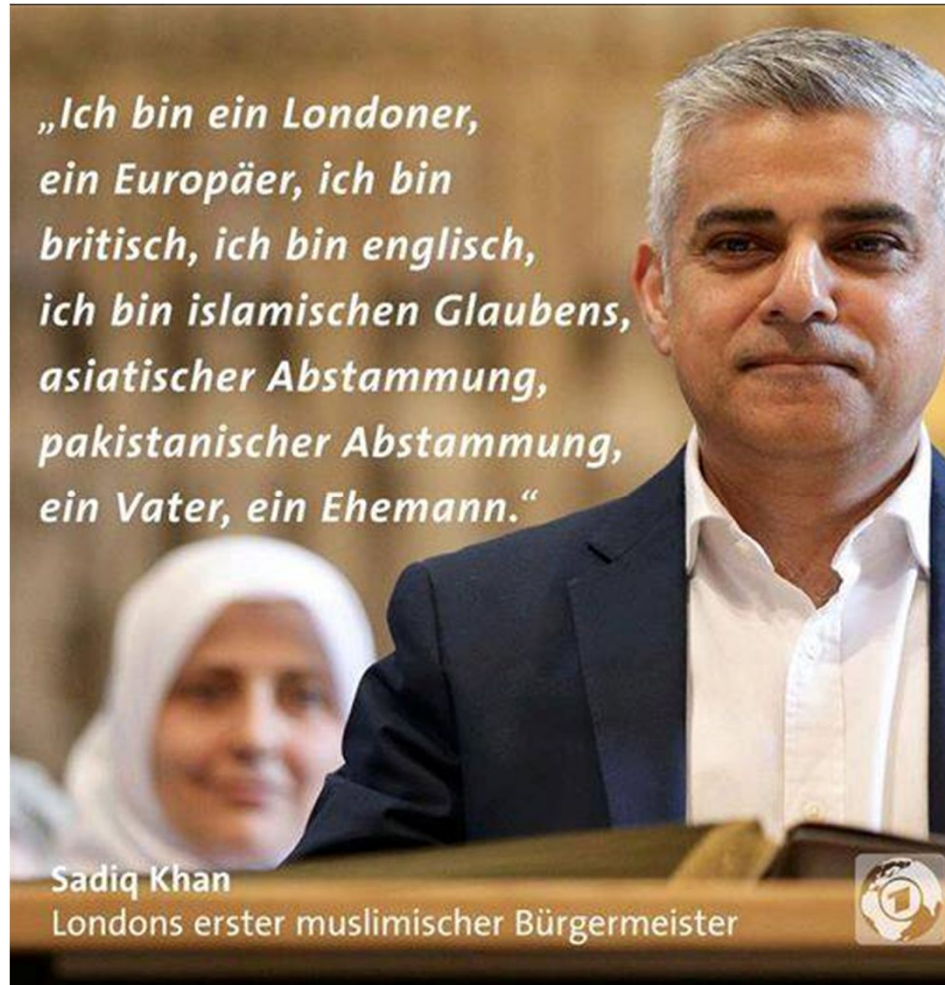 „Ich bin ein Londoner,
ein Europäer, ich bin
britisch, ich bin englisch,
ich bin islamischen Glaubens,
asiatischer Abstammung,
pakistanischer Abstammung,
ein Vater, ein Ehemann.“
Sadiq Khan
Londons erster muslimischer Bürgermeister
1